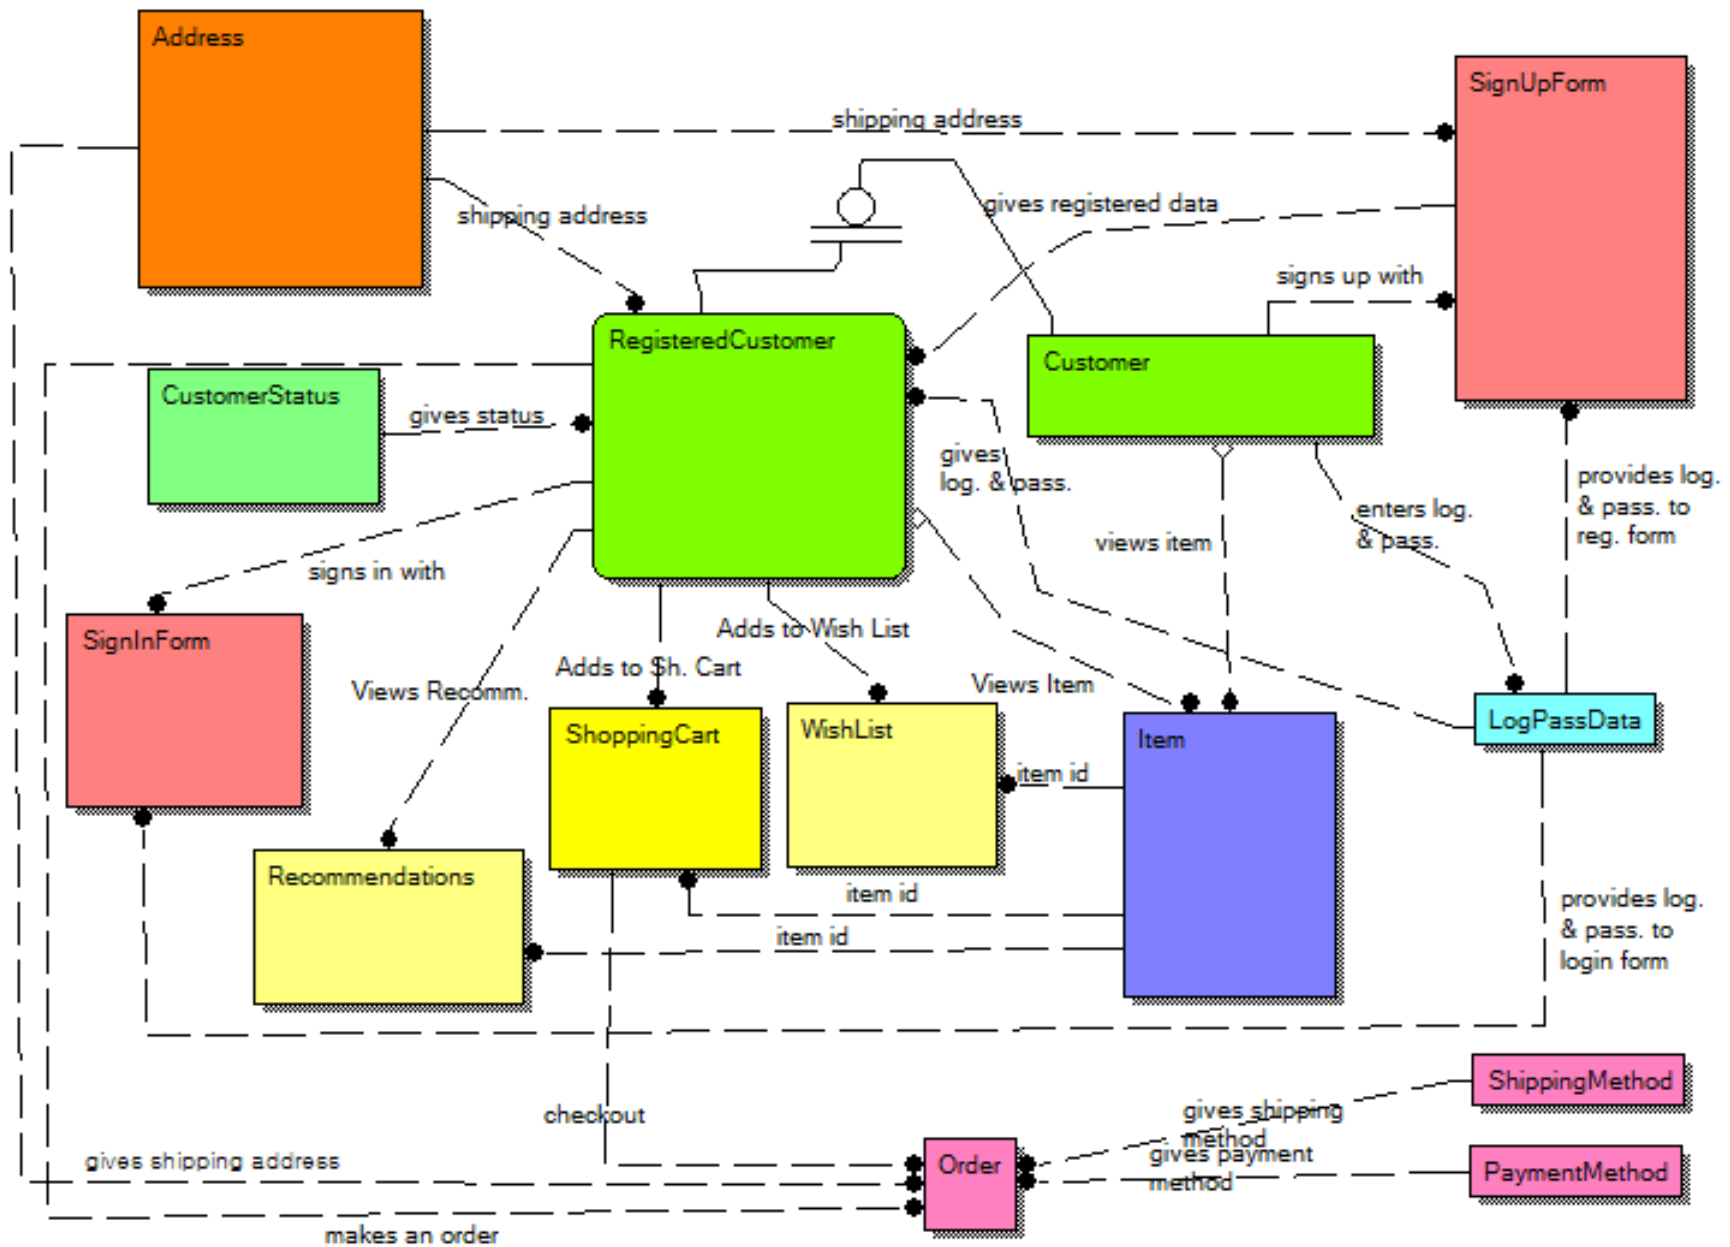 Address
SignUpForm
shipping address
gives registered data
shipping address
signs up with
RegisteredCustomer
Customer
CustomerStatus
gives status
gives
log. & pass.
provides log.
& pass. to
reg. form
enters log.
& pass.
views item
signs in with
Adds to Wish List
SignInForm
Adds to Sh. Cart
Views Recomm.
Views Item
LogPassData
ShoppingCart
WishList
Item
item id
Recommendations
item id
item id
provides log.
& pass. to
login form
ShippingMethod
checkout
gives shipping
method
gives payment
method
gives shipping address
Order
PaymentMethod
makes an order